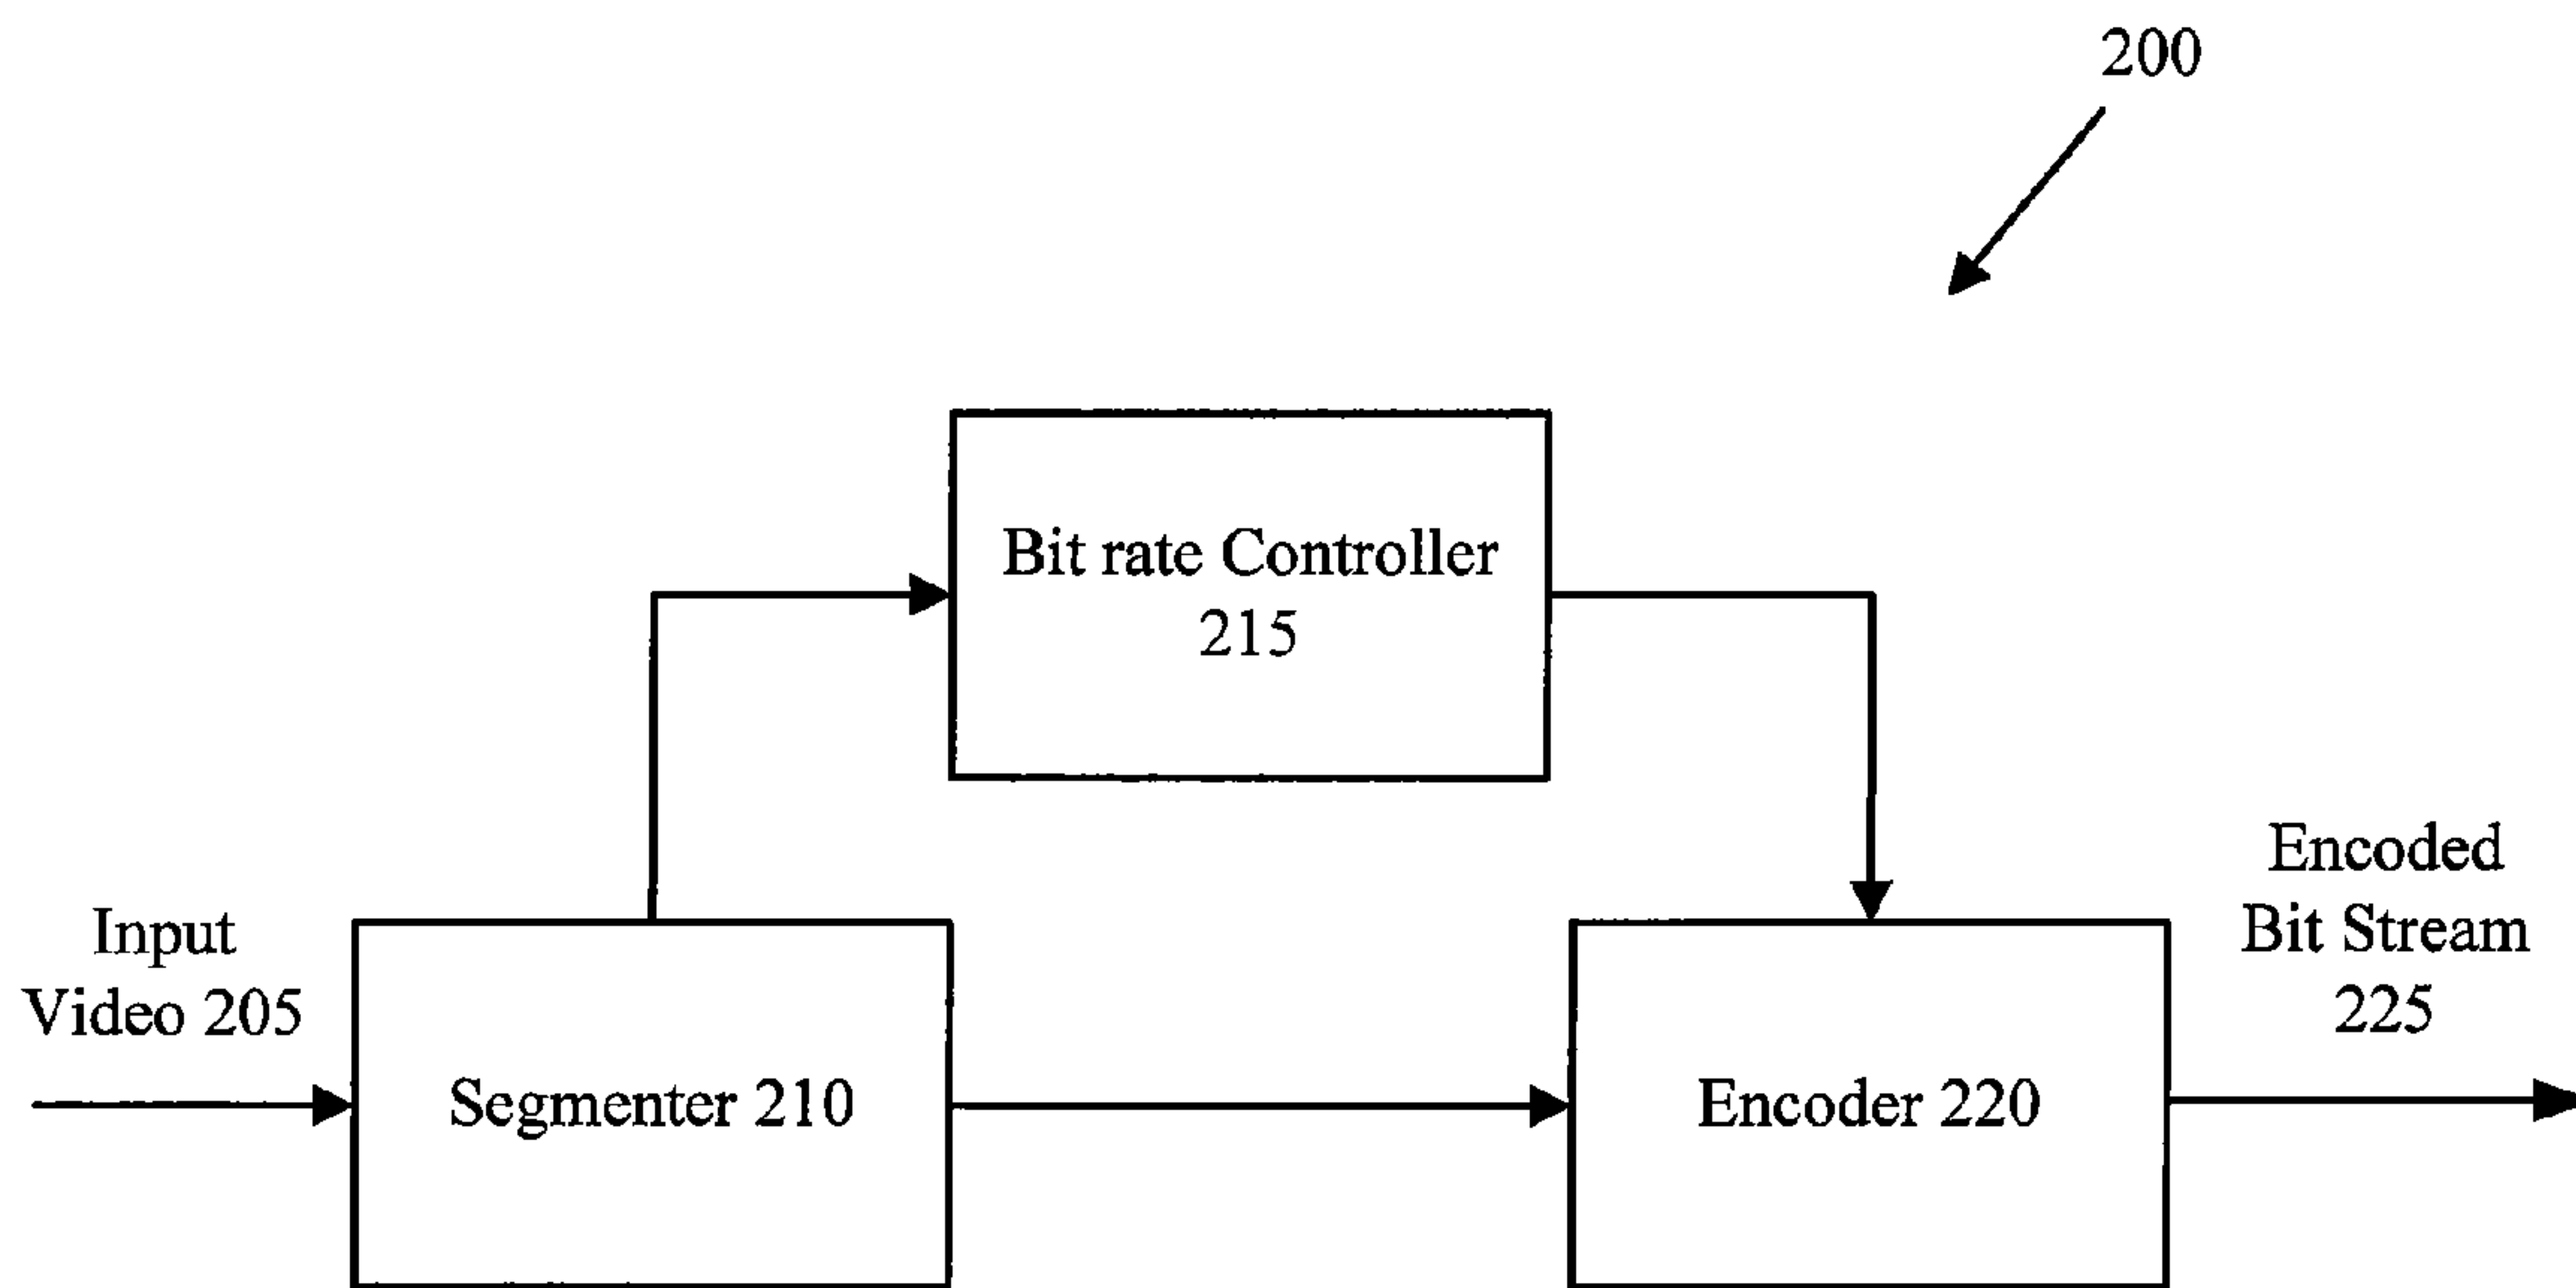 200
Bit rate Controller
215
Input
Video 205
Segmenter 210
Encoder 220
Encoded
Bit Stream
225